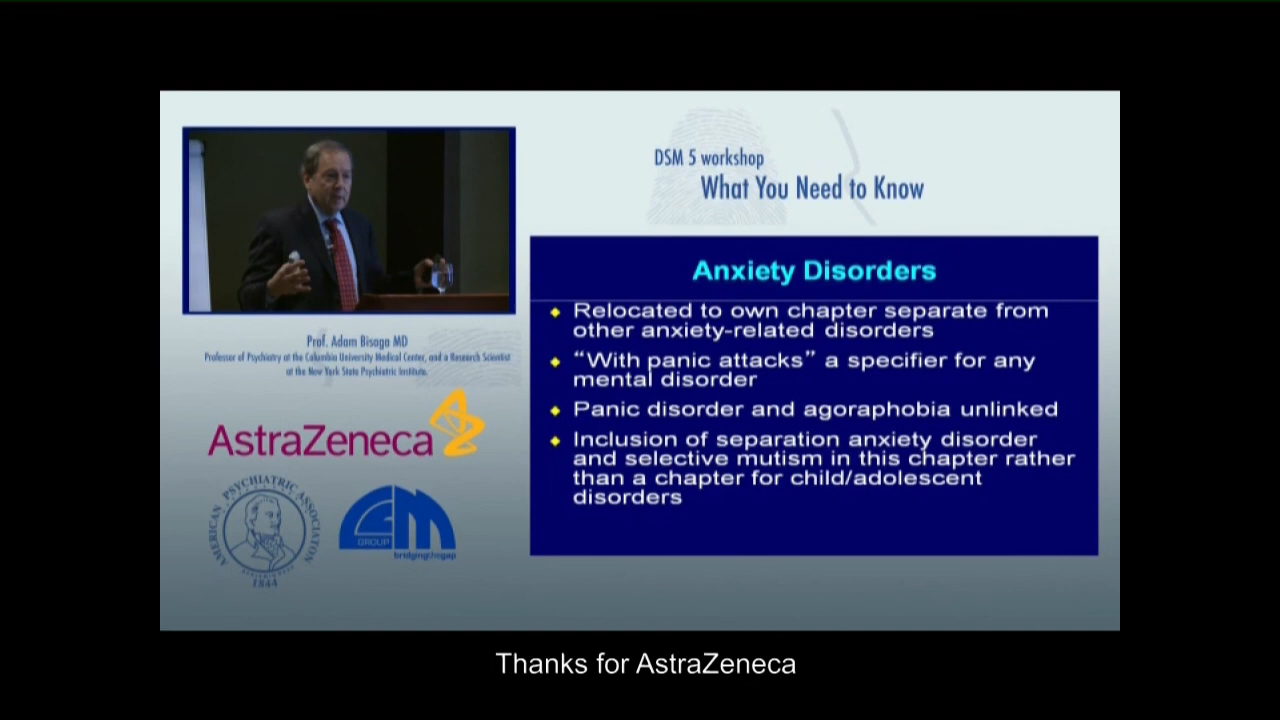 DSM 5 workshop
What You Need to Know
Prof. Adam Bisaga MD
Professor of Psychiatry at the Columbia University Medical Center, and a Research Scientist
at the New York State Psychiatric Institute.
AstraZeneca
AMERICAN PSYCHIATRIC ASSOCIATION
1844
GROUP
bridgingthegap
Anxiety Disorders
Relocated to own chapter separate from
other anxiety-related disorders
“With panic attacks” a specifier for any
mental disorder
Panic disorder and agoraphobia unlinked
Inclusion of separation anxiety disorder
and selective mutism in this chapter rather
than a chapter for child/adolescent
disorders
Thanks for AstraZeneca